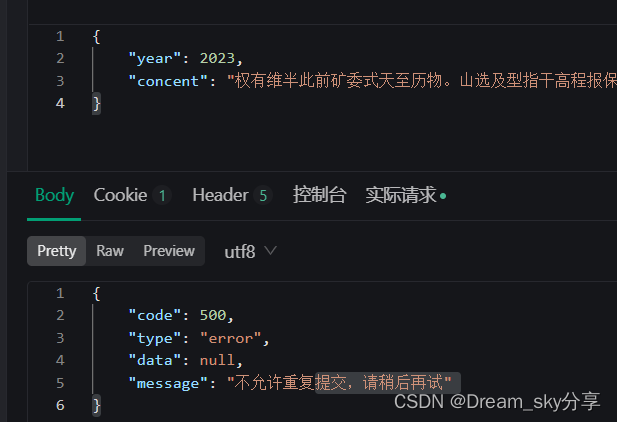 1 {
2 "year": 2023,
3 "concent": "权有维半此前矿委式天至历物。山选及型指干高程报保
4 }
Body Cookie 1 Header 5 控制台 实际请求
Pretty Raw Preview utf8
1 {
2 "code": 500,
3 "type": "error",
4 "data": null,
5 "message": "不允许重复提交，请稍后再试"
6 }
CSDN @Dream_sky分享